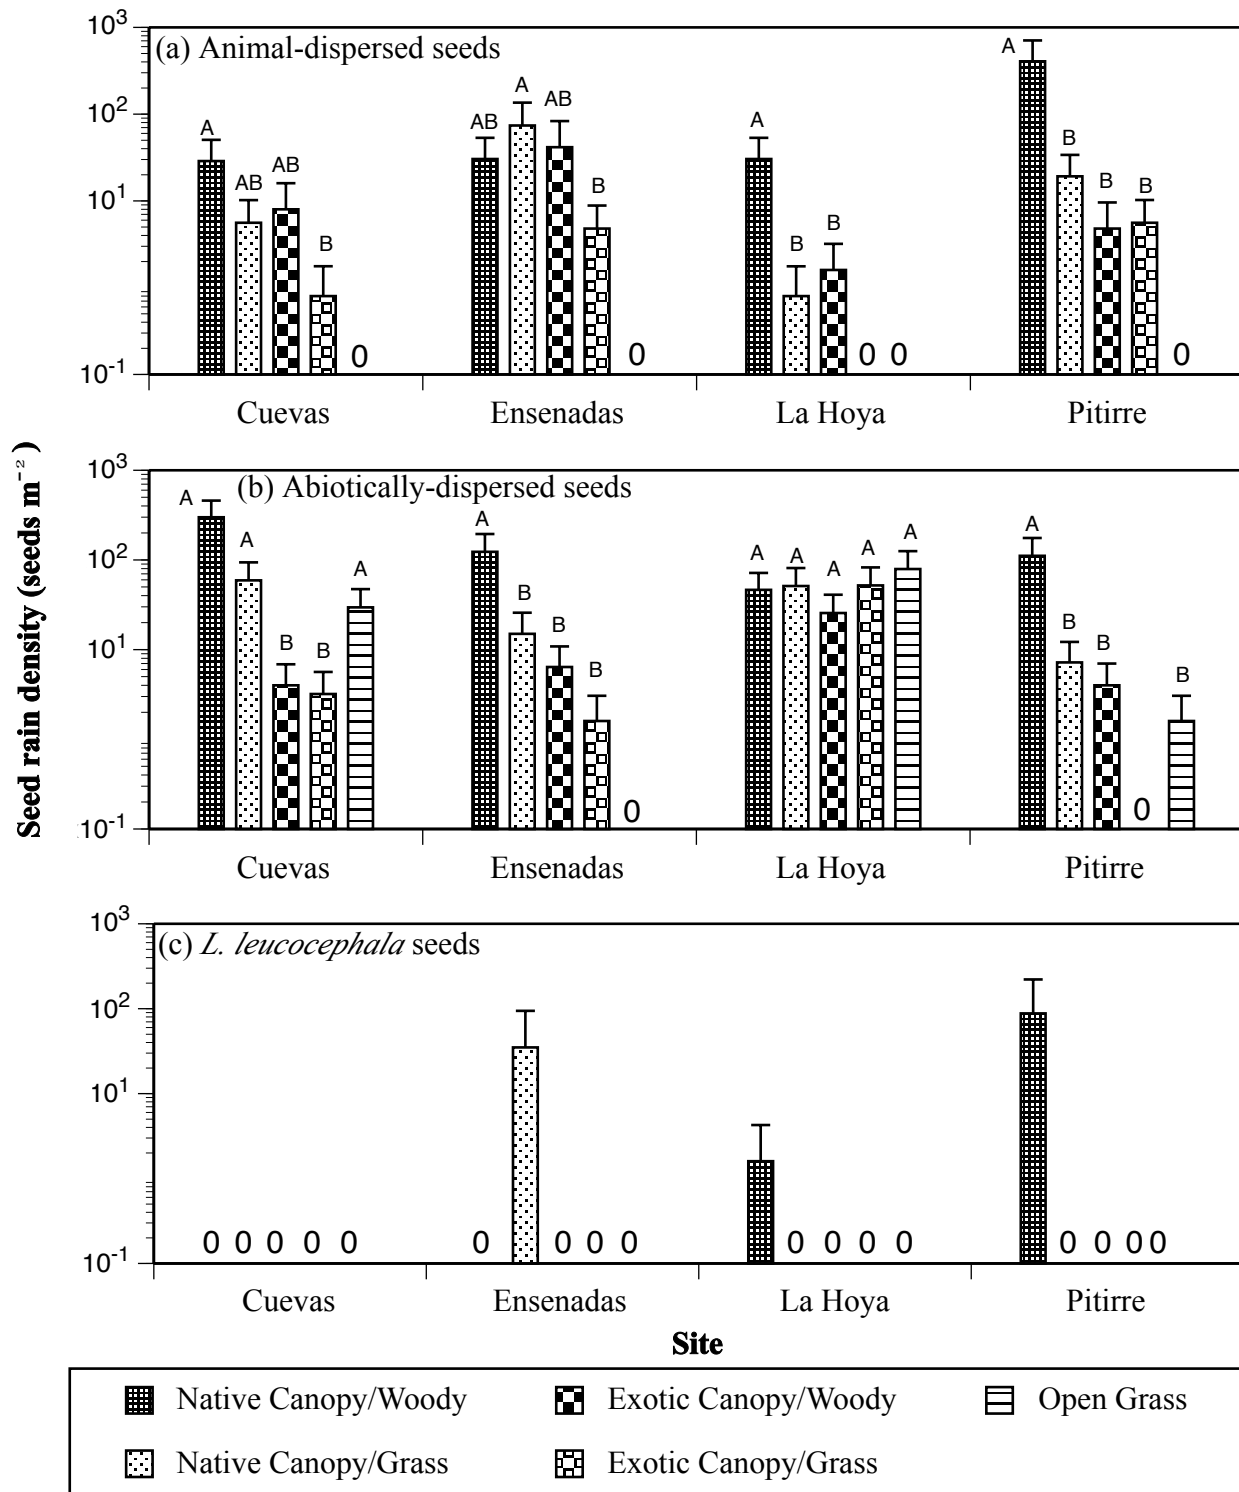 10³
(a) Animal-dispersed seeds
A
A
A
AB
AB
B
10²
A
AB
A
AB
B
B
B
B
10¹
B
B
B
0
0
0 0
0
10⁻¹
Cuevas
Ensenadas
La Hoya
Pitirre
Seed rain density (seeds m⁻²)
10³
(b) Abiotically-dispersed seeds
A
A
A
A
A
A
A
A
A
A
10²
B
B
B
B
B
B
B
B
10¹
0
0
10⁻¹
Cuevas
Ensenadas
La Hoya
Pitirre
10³
(c) L. leucocephala seeds
10²
10¹
0 0 0 0 0
0 0 0 0
0 0 0 0
0 0 0 0
10⁻¹
Cuevas
Ensenadas
La Hoya
Pitirre
Site
Native Canopy/Woody
Exotic Canopy/Woody
Open Grass
Native Canopy/Grass
Exotic Canopy/Grass